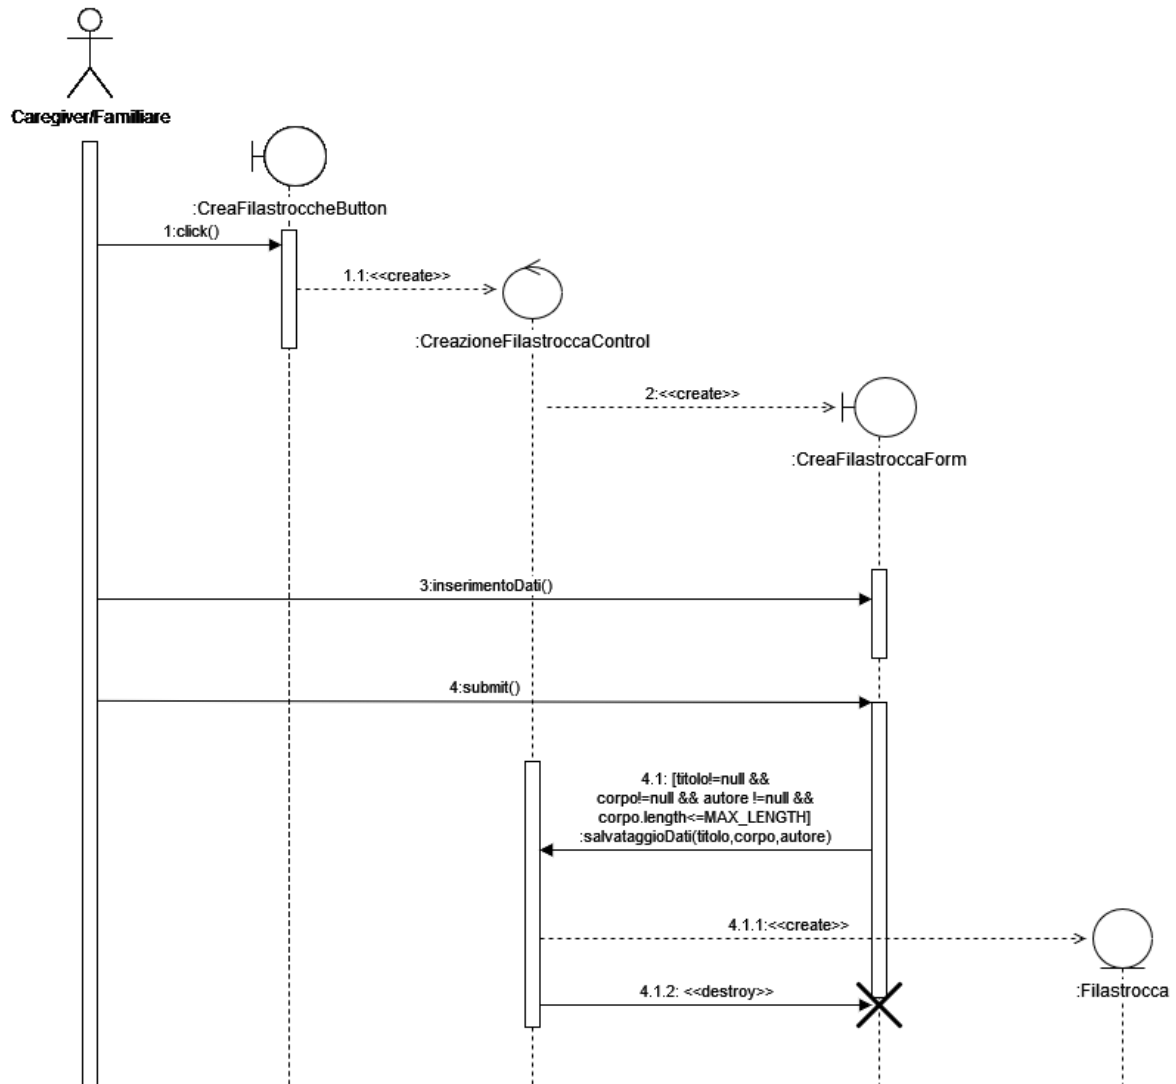 Caregiver/Familiare
:CreaFilastroccheButton
1:click()
1.1:<<create>>
:CreazioneFilastroccaControl
2:<<create>>
:CreaFilastroccaForm
3:inserimentoDati()
4:submit()
4.1: [titolo!=null &&
corpo!=null && autore !=null &&
corpo.length<=MAX_LENGTH]
:salvataggioDati(titolo,corpo,autore)
4.1.1:<<create>>
:Filastrocca
4.1.2: <<destroy>>